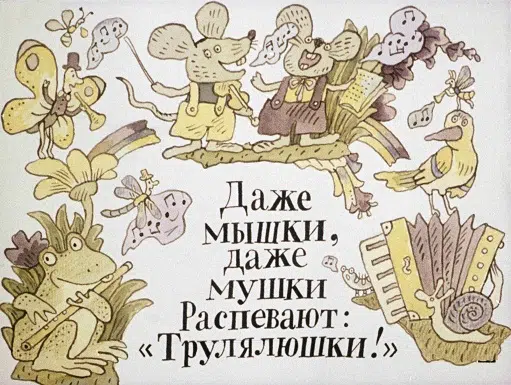 Даже
мышки,
даже
мушки
Распевают:
«Трулялюшки!»